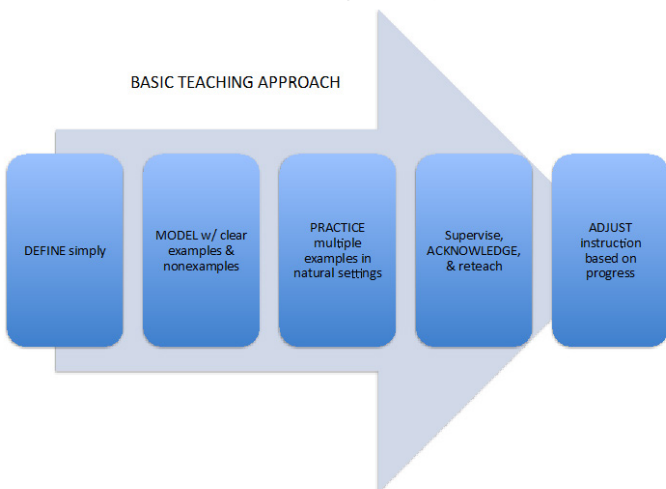 BASIC TEACHING APPROACH
DEFINE simply
MODEL w/ clear
examples &
nonexamples
PRACTICE
multiple
examples in
natural settings
Supervise,
ACKNOWLEDGE,
& reteach
ADJUST
instruction
based on
progress